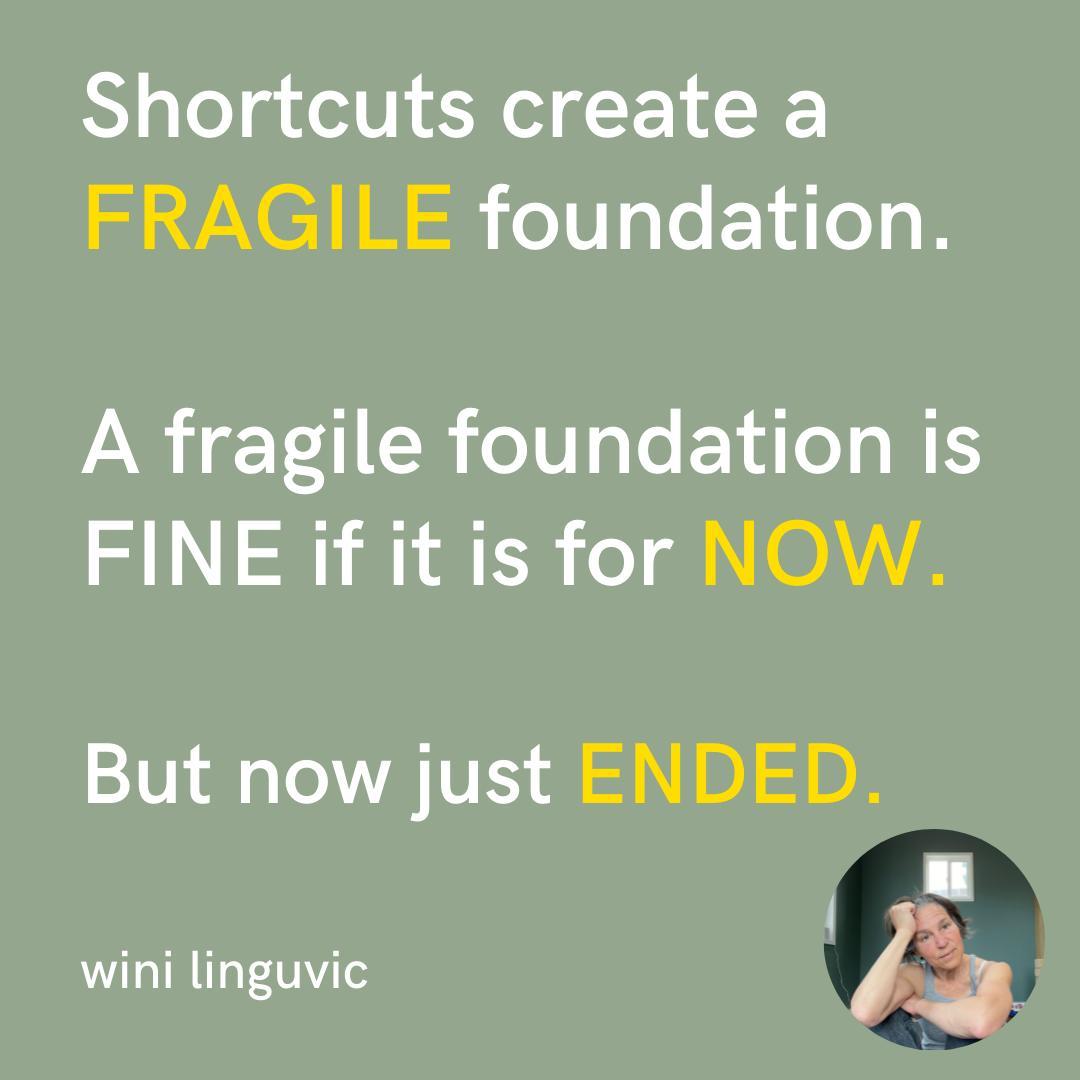 Shortcuts create a
FRAGILE foundation.
A fragile foundation is
FINE if it is for NOW.
But now just ENDED.
wini linguvic